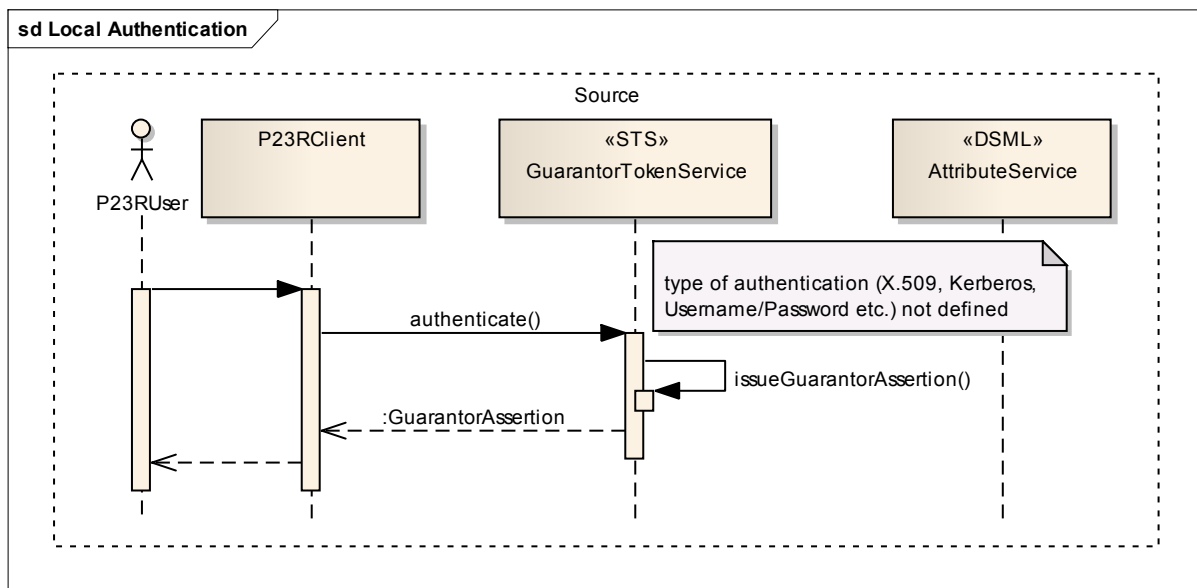 sd Local Authentication
Source
P23RUser
P23RClient
«STS»
GuarantorTokenService
«DSML»
AttributeService
type of authentication (X.509, Kerberos,
Username/Password etc.) not defined
authenticate()
issueGuarantorAssertion()
:GuarantorAssertion